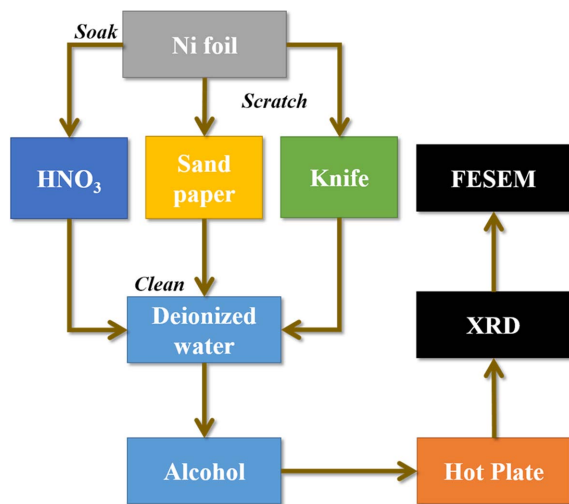 Soak
Ni foil
Scratch
HNO₃
Sand
paper
Knife
FESEM
Clean
Deionized
water
XRD
Alcohol
Hot Plate